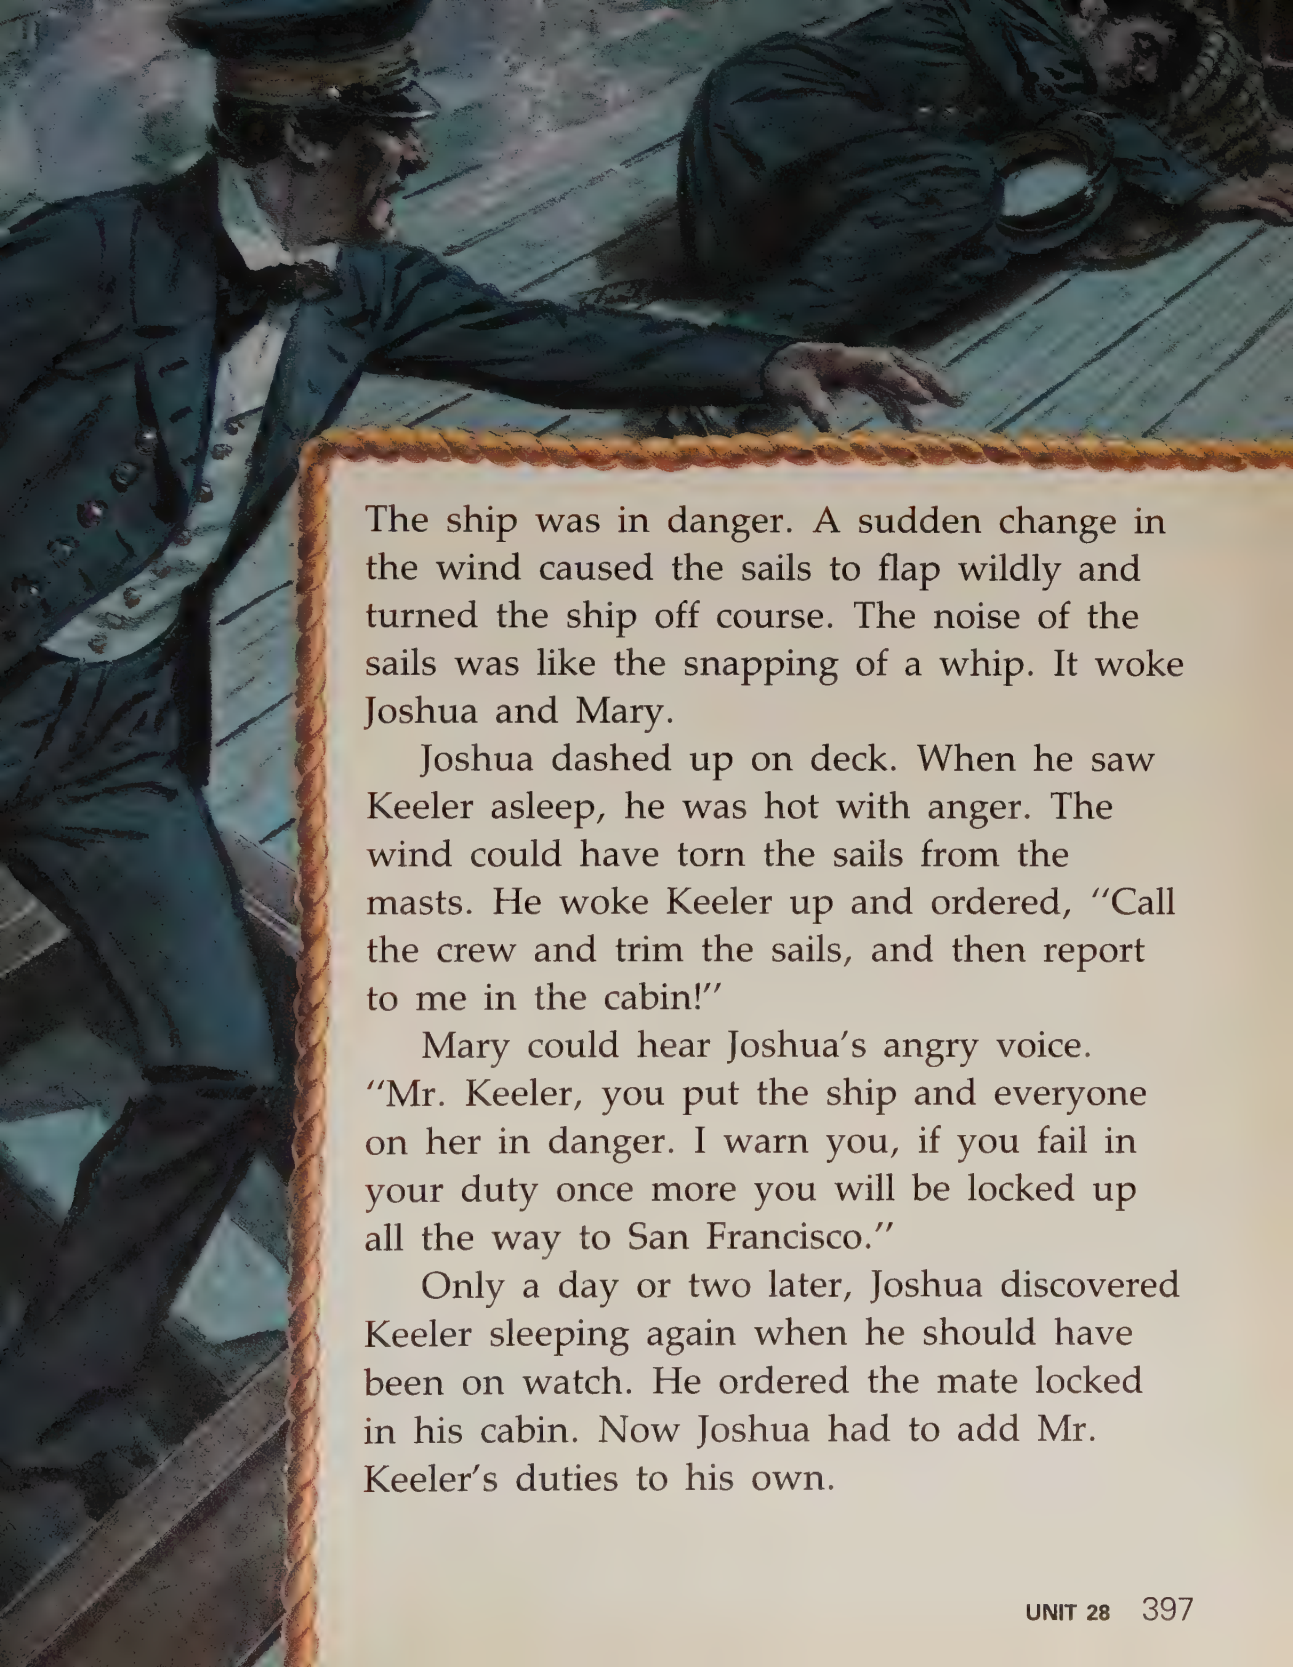 The ship was in danger. A sudden change in
the wind caused the sails to flap wildly and
turned the ship off course. The noise of the
sails was like the snapping of a whip. It woke
Joshua and Mary.
Joshua dashed up on deck. When he saw
Keeler asleep, he was hot with anger. The
wind could have torn the sails from the
masts. He woke Keeler up and ordered, “Call
the crew and trim the sails, and then report
to me in the cabin!”
Mary could hear Joshua’s angry voice.
“Mr. Keeler, you put the ship and everyone
on her in danger. I warn you, if you fail in
your duty once more you will be locked up
all the way to San Francisco.”
Only a day or two later, Joshua discovered
Keeler sleeping again when he should have
been on watch. He ordered the mate locked
in his cabin. Now Joshua had to add Mr.
Keeler’s duties to his own.
UNIT 28 397